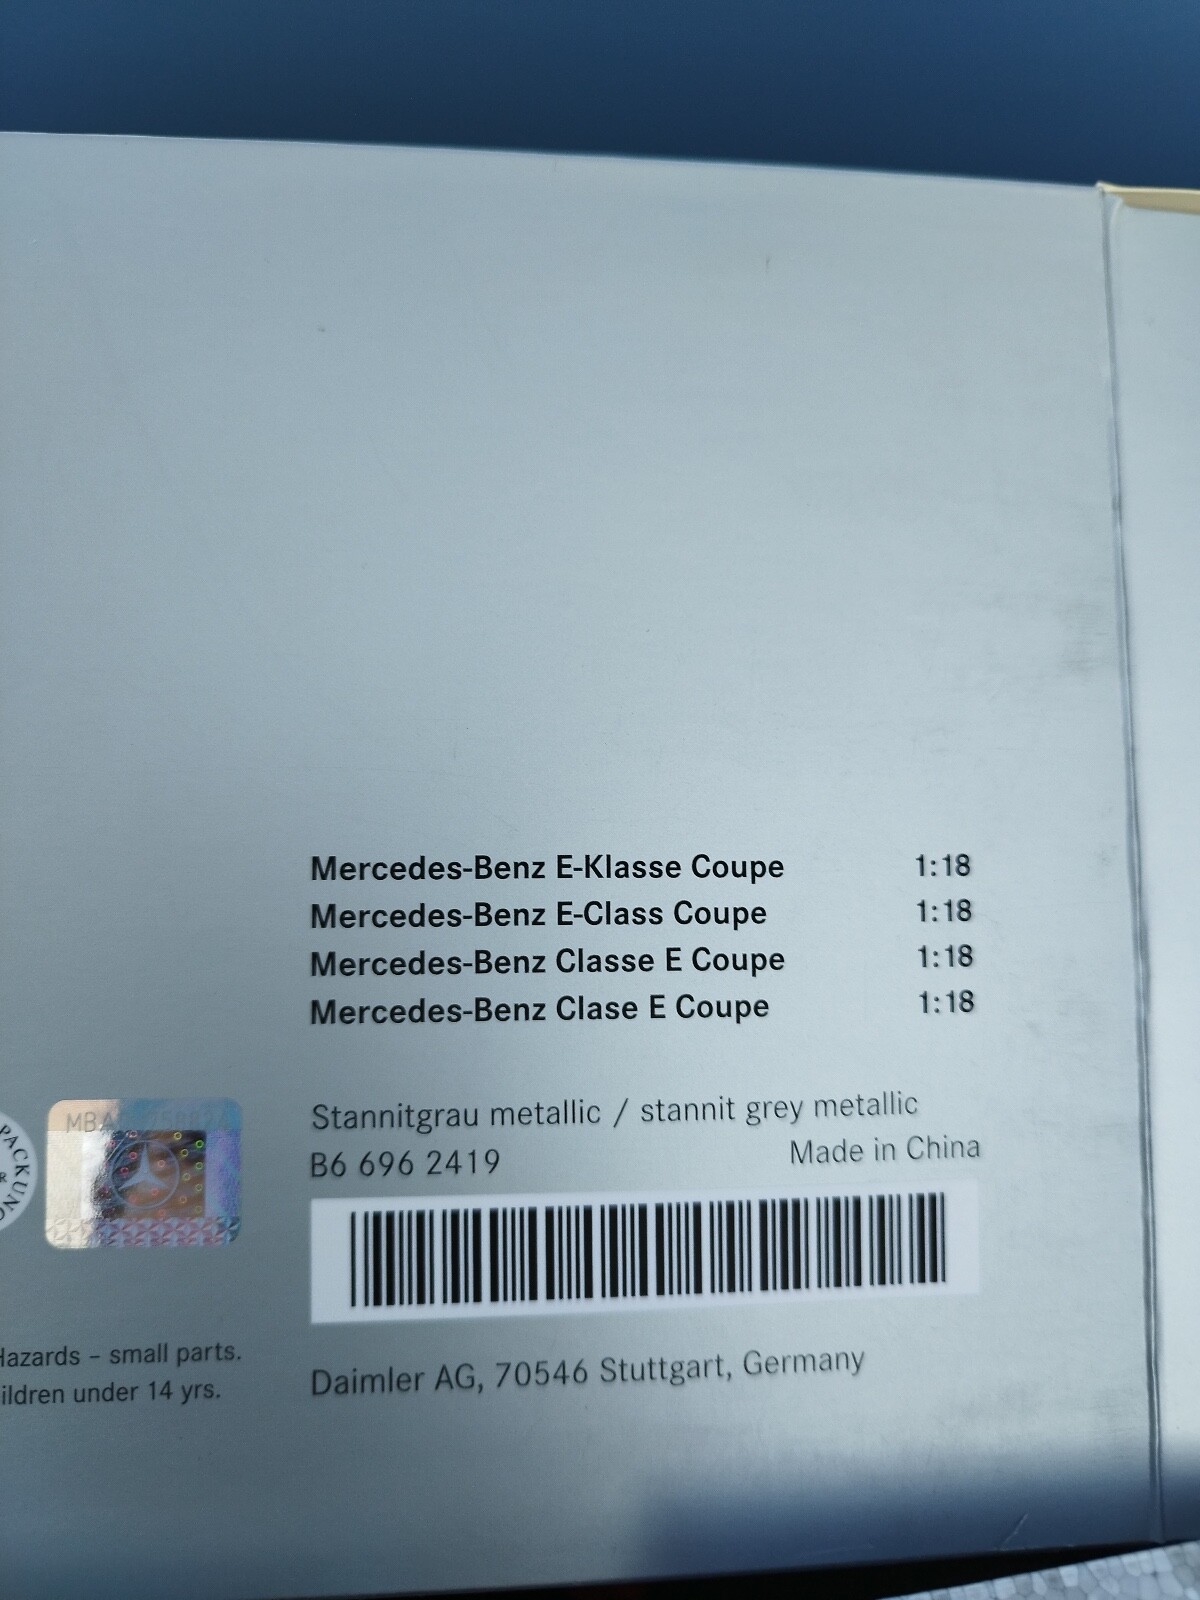 Mercedes-Benz E-Klasse Coupe 1:18
Mercedes-Benz E-Class Coupe 1:18
Mercedes-Benz Classe E Coupe 1:18
Mercedes-Benz Clase E Coupe 1:18
Stannitgrau metallic / stannit grey metallic
B6 696 2419 Made in China
Daimler AG, 70546 Stuttgart, Germany
PACKUNG
Hazards – small parts.
ildren under 14 yrs.